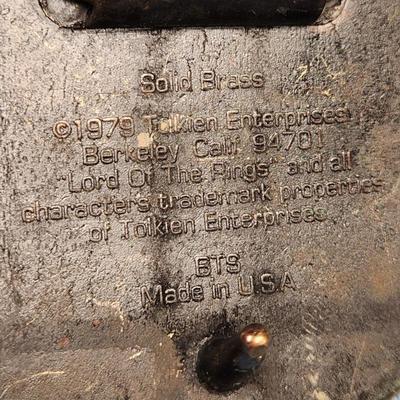 Solid Brass
©1979 Tolkien Enterprises
Berkeley Calif 94701
"Lord Of The Rings" and all
characters trademark properties
of Tolkien Enterprises.
BTS
Made in U.S.A